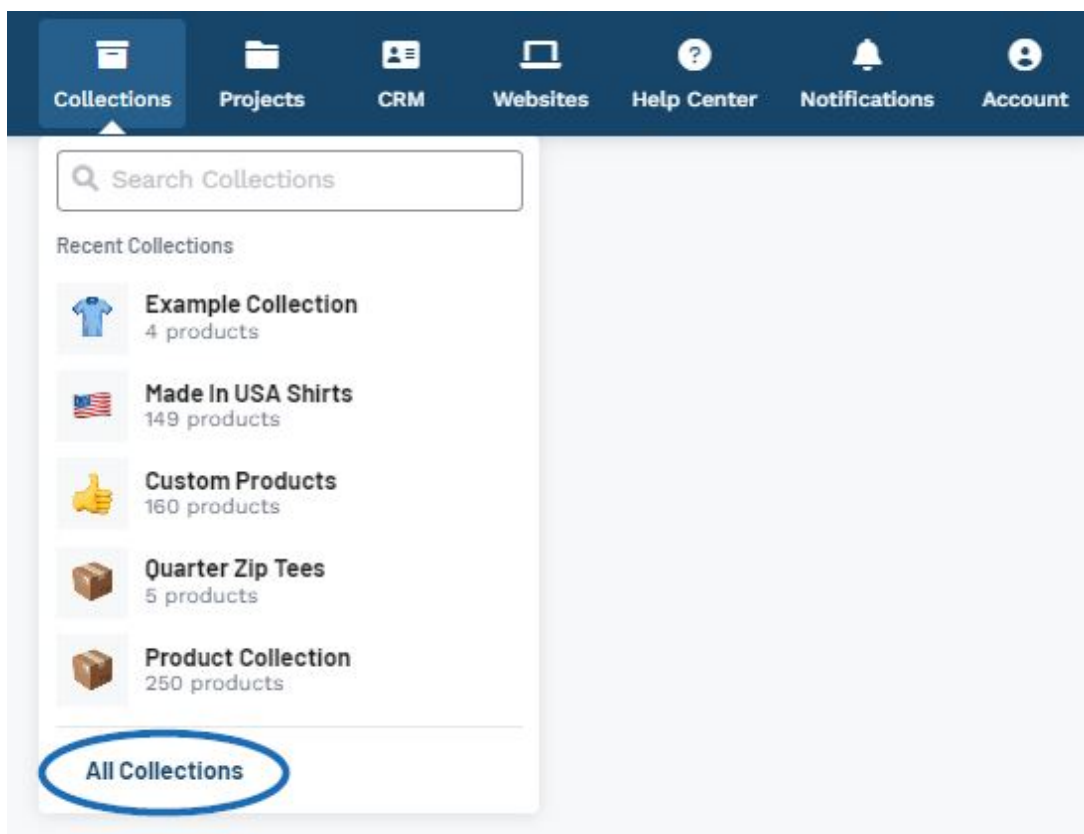 Collections Projects CRM Websites Help Center Notifications Account
Search Collections
Recent Collections
Example Collection
4 products
Made In USA Shirts
149 products
Custom Products
160 products
Quarter Zip Tees
5 products
Product Collection
250 products
All Collections